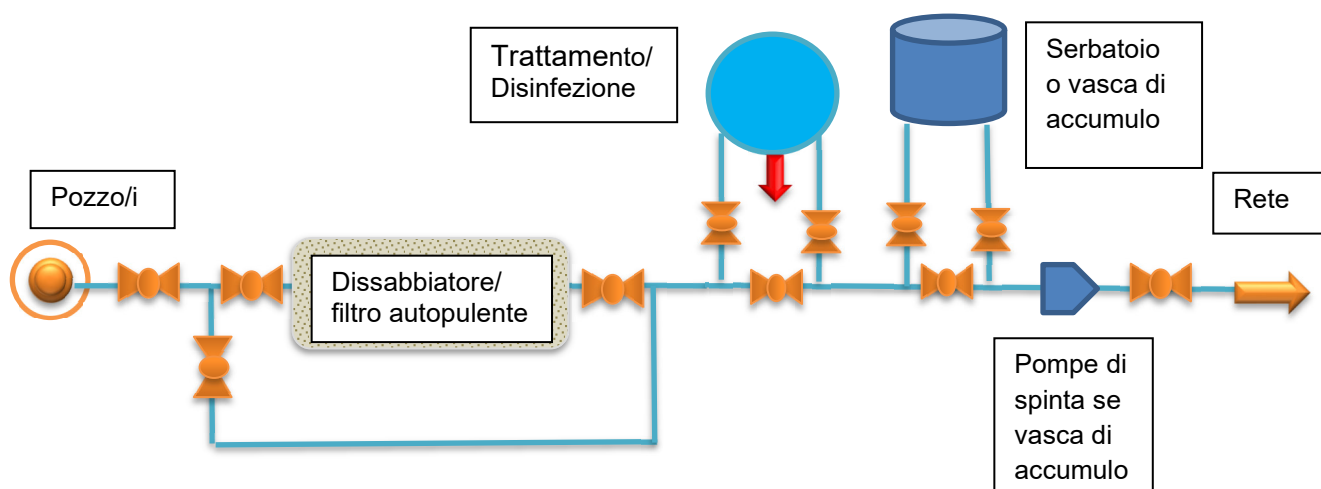 Trattamento/
Disinfezione
Serbatoio
o vasca di
accumulo
Pozzo/i
Rete
Dissabbiatore/
filtro autopulente
Pompe di
spinta se
vasca di
accumulo